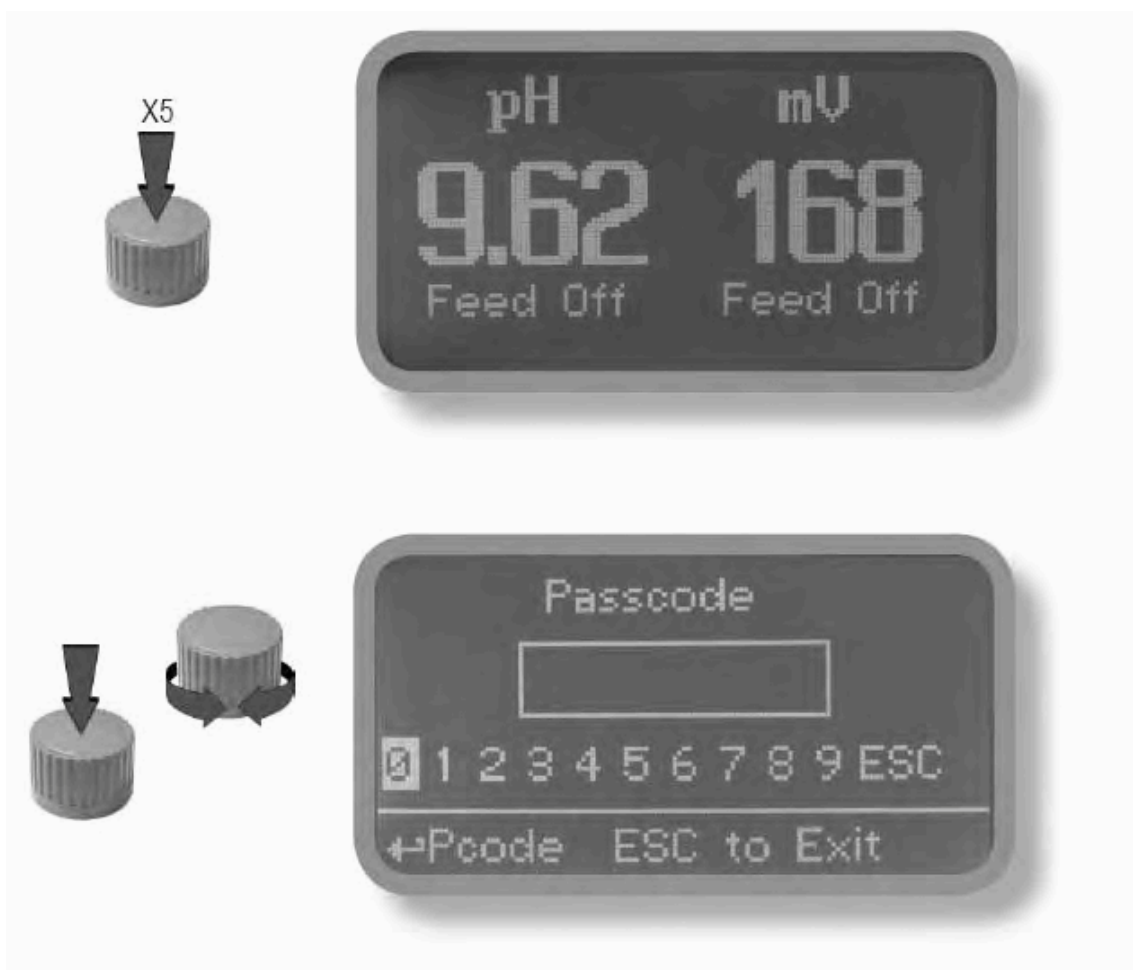 X5
pH mV
9.62 168
Feed Off Feed Off
Passcode
0 1 2 3 4 5 6 7 8 9 ESC
↵Pcode ESC to Exit